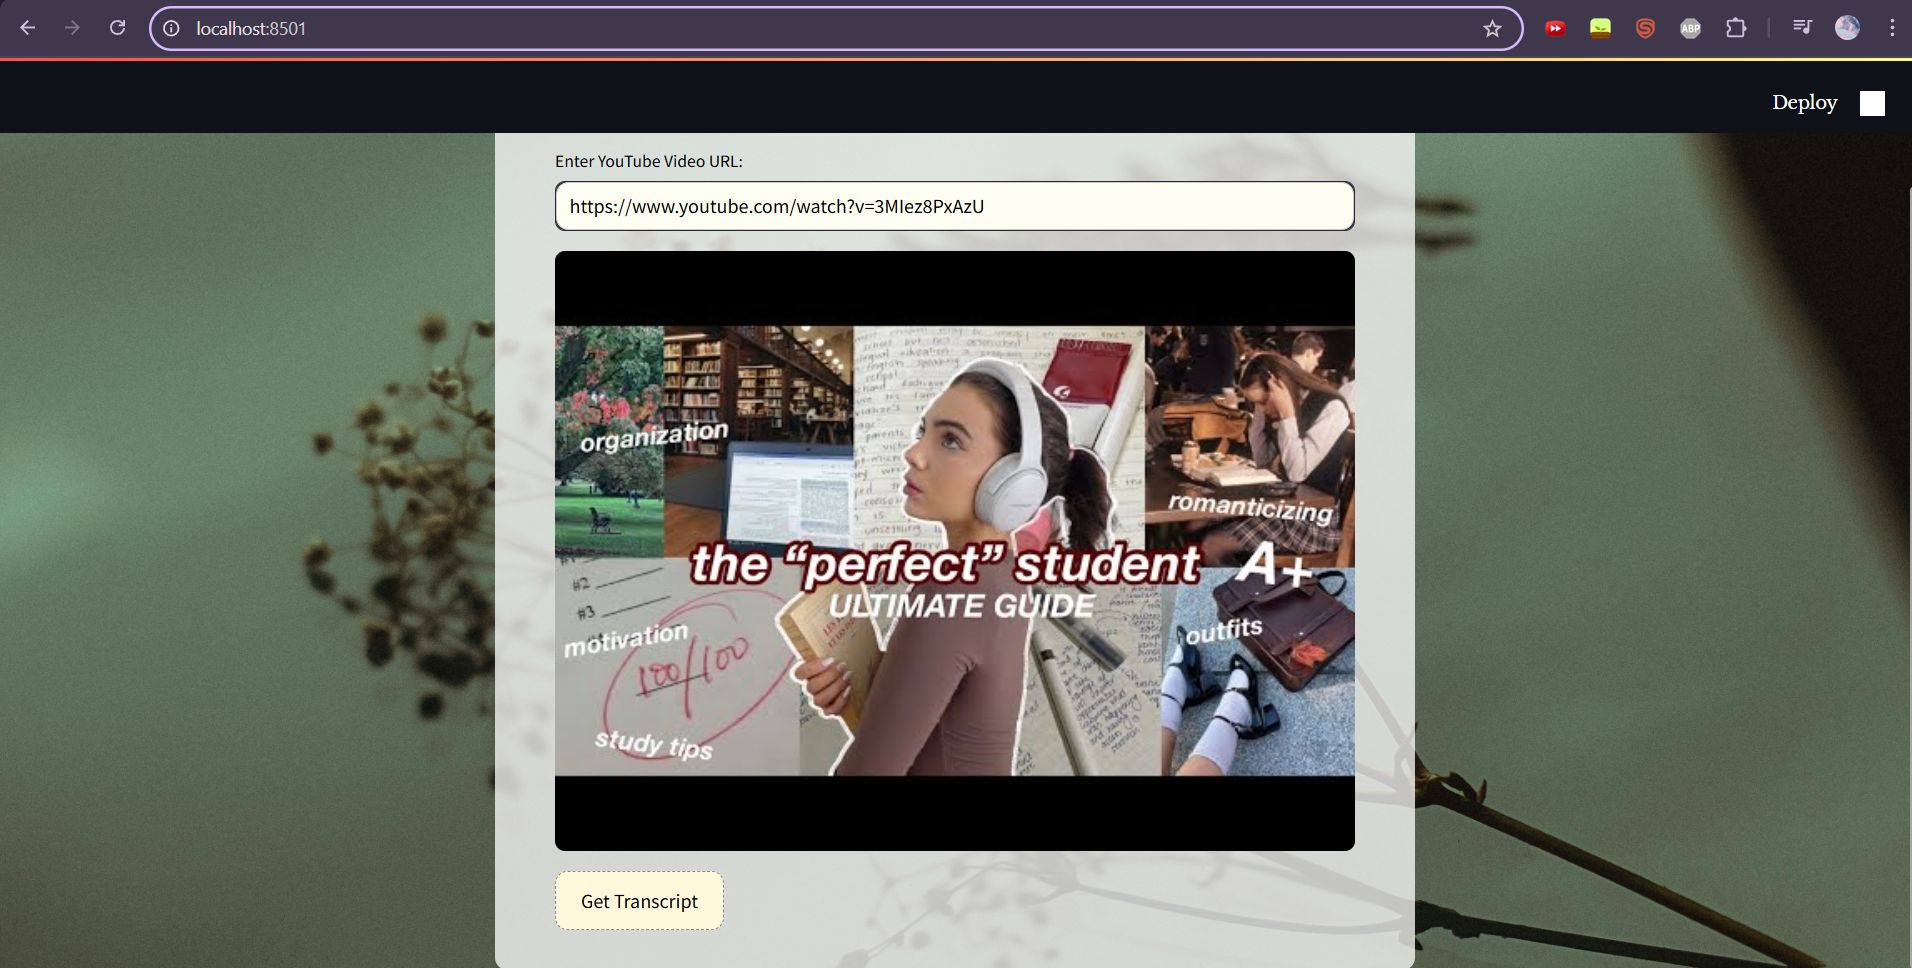 localhost:8501
ABP
Deploy
Enter YouTube Video URL:
https://www.youtube.com/watch?v=3MIez8PxAzU
organization
romanticizing
the “perfect” student A+
ULTIMATE GUIDE
#2
#3
motivation
100/100
outfits
study tips
Get Transcript